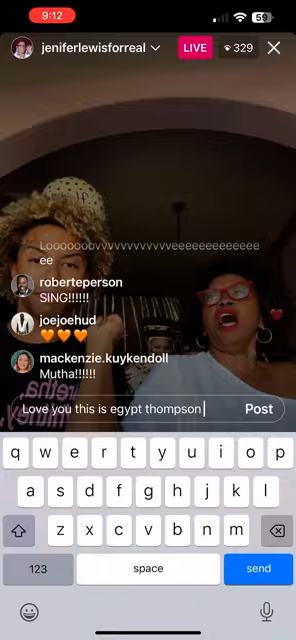 9:12
59
jeniferlewisforreal
LIVE
329
Looooooovvvvvvvvvvvveeeeeeeeeeeeee
ee
roberteperson
SING!!!!!!
joejoehud
🧡🧡🧡
mackenzie.kuykendoll
Mutha!!!!!!
Love you this is egypt thompson
Post
q w e r t y u i o p
a s d f g h j k l
z x c v b n m
123
space
send